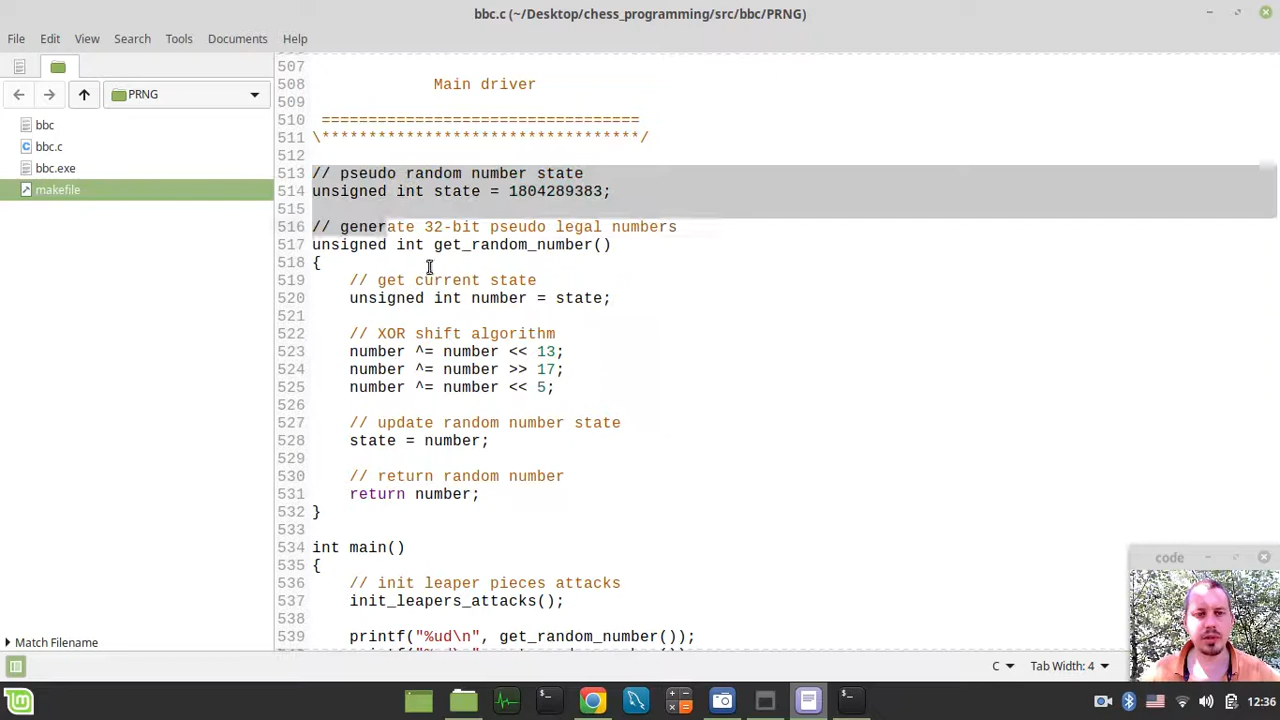 bbc.c (~/Desktop/chess_programming/src/bbc/PRNG)
File Edit View Search Tools Documents Help
PRNG
bbc
bbc.c
bbc.exe
makefile
Match Filename
507
508 Main driver
509
510 ==================================
511 \**********************************/
512
513 // pseudo random number state
514 unsigned int state = 1804289383;
515
516 // generate 32-bit pseudo legal numbers
517 unsigned int get_random_number()
518 {
519 // get current state
520 unsigned int number = state;
521
522 // XOR shift algorithm
523 number ^= number << 13;
524 number ^= number >> 17;
525 number ^= number << 5;
526
527 // update random number state
528 state = number;
529
530 // return random number
531 return number;
532 }
533
534 int main()
535 {
536 // init leaper pieces attacks
537 init_leapers_attacks();
538
539 printf("%ud\n", get_random_number());
code
C Tab Width: 4
12:36